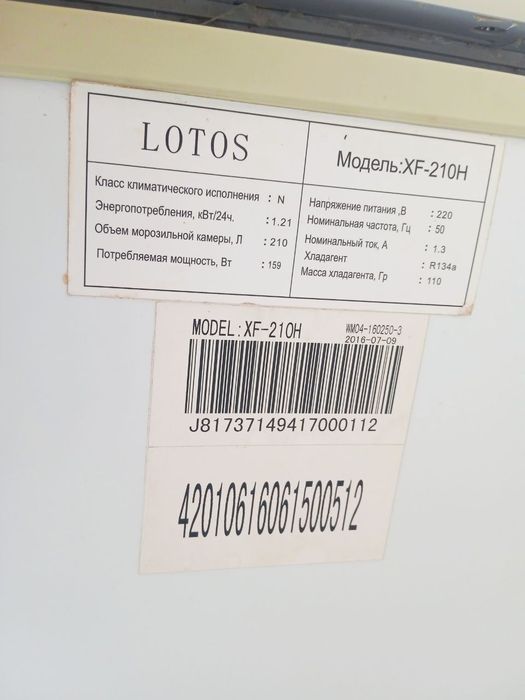 LOTOS
Модель:XF-210H
Класс климатического исполнения : N
Энергопотребления, кВт/24ч. : 1.21
Объем морозильной камеры, Л : 210
Потребляемая мощность, Вт : 159
Напряжение питания ,В : 220
Номинальная частота, Гц : 50
Номинальный ток, А : 1.3
Хладагент : R134a
Масса хладагента, Гр : 110
MODEL:XF-210H
WM04-160250-3
2016-07-09
J81737149417000112
42010616061500512